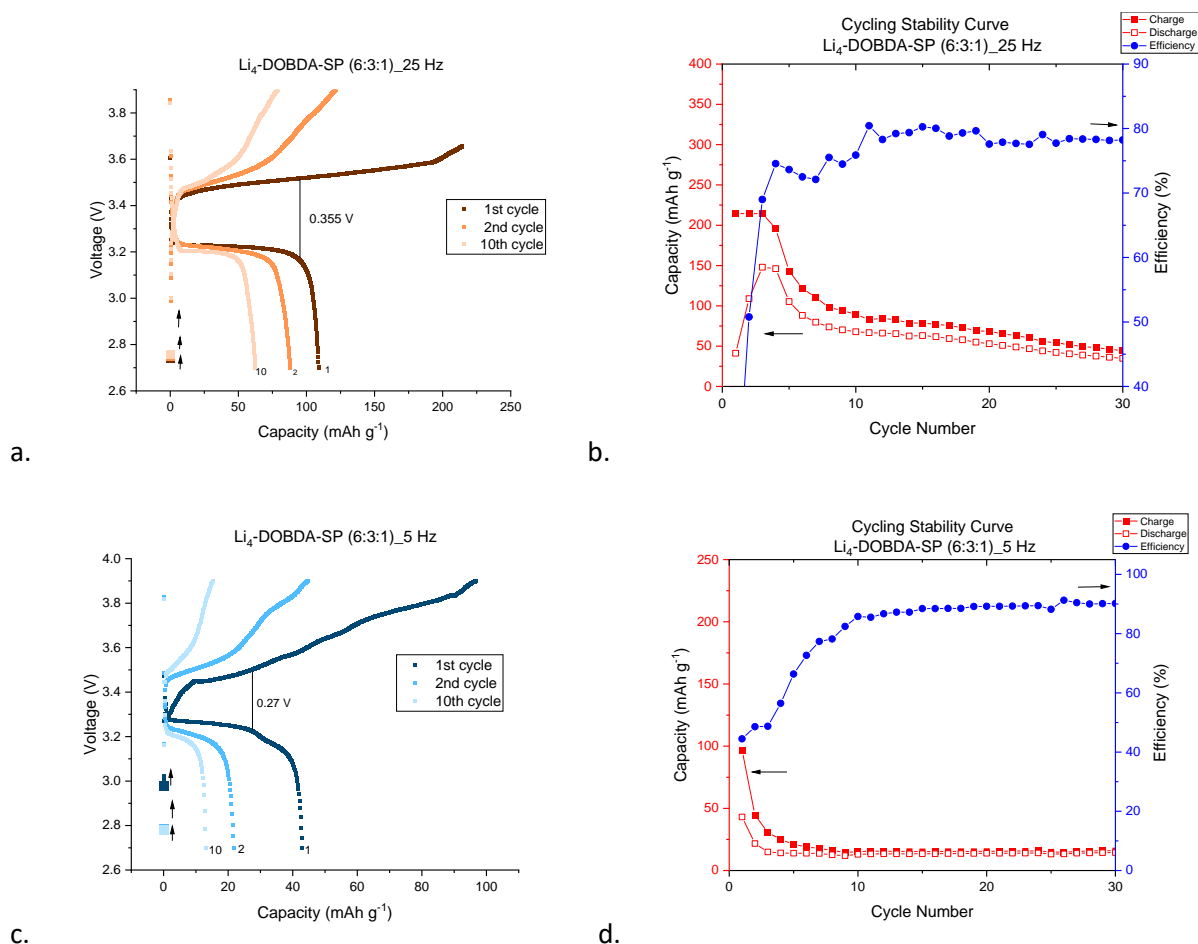 Li₄-DOBDA-SP (6:3:1)_25 Hz
3.8
3.6
3.4
3.2
3.0
2.8
2.6
Voltage (V)
0.355 V
1st cycle
2nd cycle
10th cycle
10
2
1
0 50 100 150 200 250
Capacity (mAh g⁻¹)
a.
Cycling Stability Curve
Li₄-DOBDA-SP (6:3:1)_25 Hz
Charge
Discharge
Efficiency
400
350
300
250
200
150
100
50
0
Capacity (mAh g⁻¹)
90
80
70
60
50
40
Efficiency (%)
0 10 20 30
Cycle Number
b.
Li₄-DOBDA-SP (6:3:1)_5 Hz
4.0
3.8
3.6
3.4
3.2
3.0
2.8
2.6
Voltage (V)
0.27 V
1st cycle
2nd cycle
10th cycle
10
2
1
0 20 40 60 80 100
Capacity (mAh g⁻¹)
c.
Cycling Stability Curve
Li₄-DOBDA-SP (6:3:1)_5 Hz
Charge
Discharge
Efficiency
250
200
150
100
50
0
Capacity (mAh g⁻¹)
100
80
60
40
20
0
Efficiency (%)
0 10 20 30
Cycle Number
d.